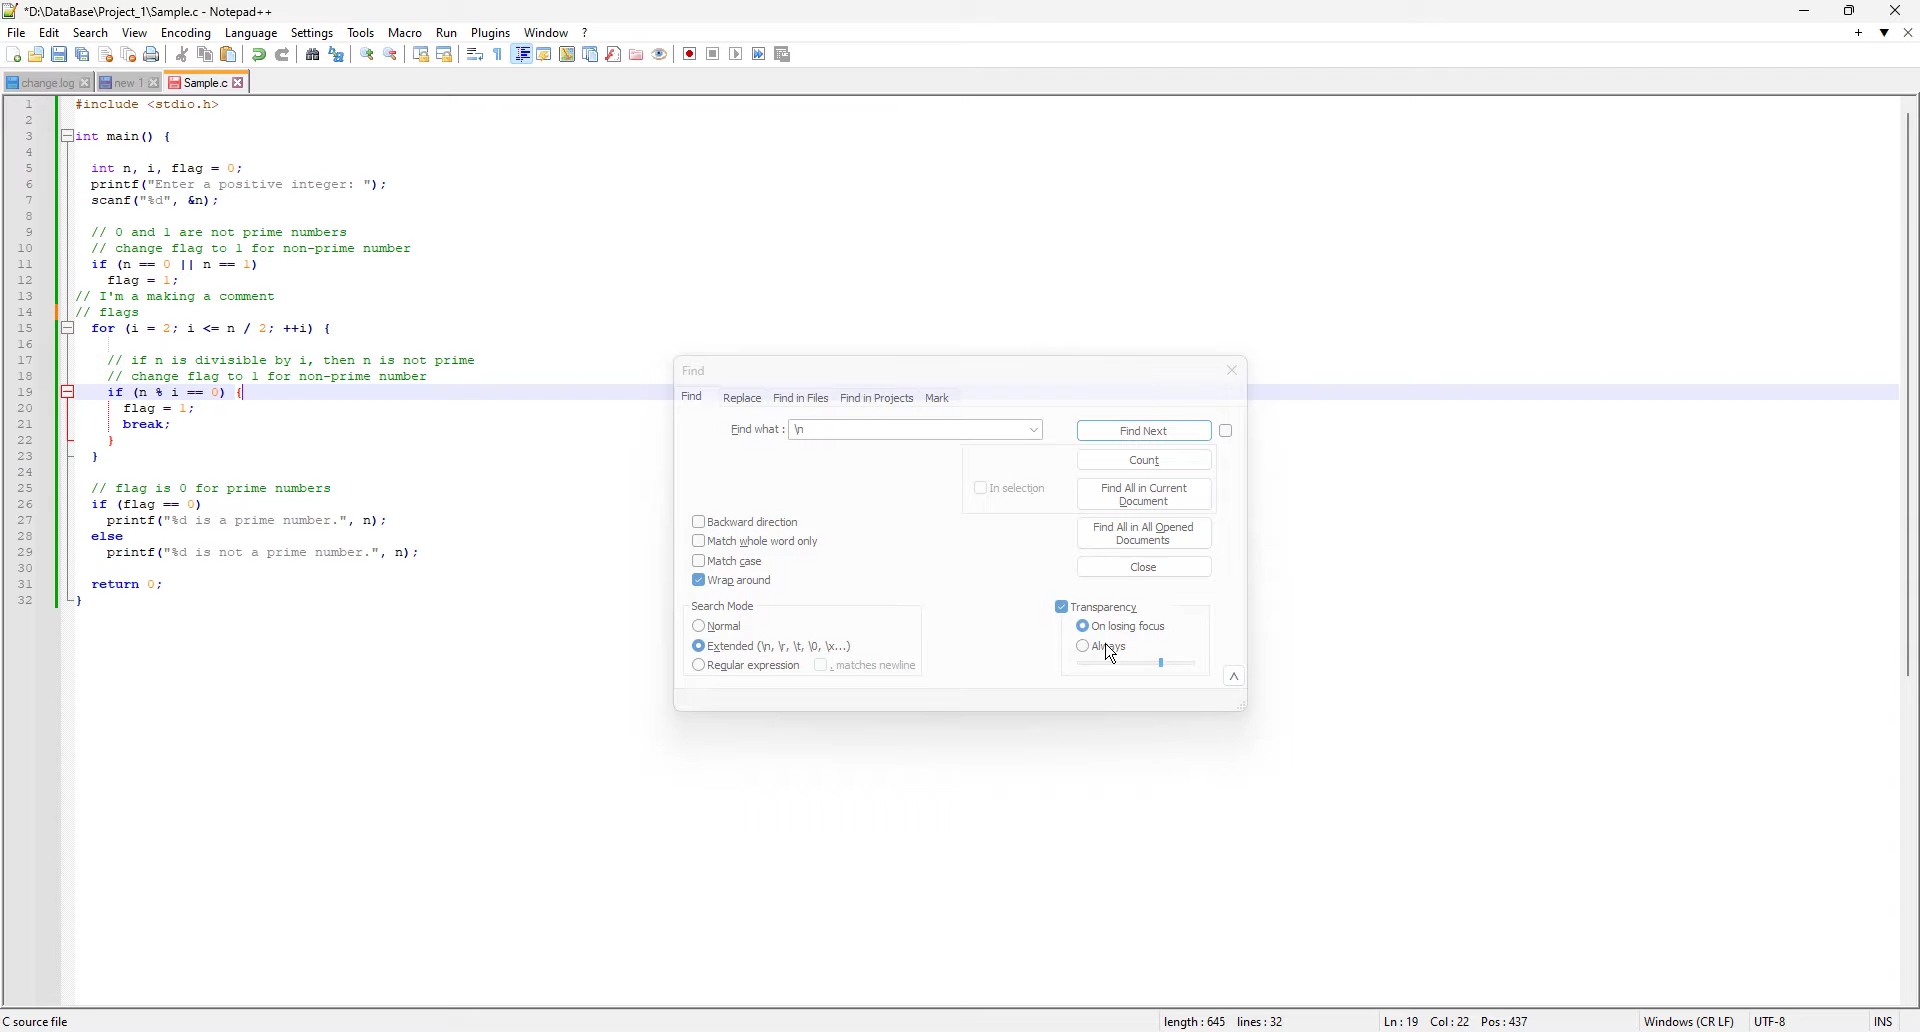 *D:\DataBase\Project_1\Sample.c - Notepad++
File Edit Search View Encoding Language Settings Tools Macro Run Plugins Window ?
change.log new 1 Sample.c
1 #include <stdio.h>
2
3 int main() {
4
5 int n, i, flag = 0;
6 printf("Enter a positive integer: ");
7 scanf("%d", &n);
8
9 // 0 and 1 are not prime numbers
10 // change flag to 1 for non-prime number
11 if (n == 0 || n == 1)
12 flag = 1;
13 // I'm a making a comment
14 // flags
15 for (i = 2; i <= n / 2; ++i) {
16
17 // if n is divisible by i, then n is not prime
18 // change flag to 1 for non-prime number
19 if (n % i == 0) {
20 flag = 1;
21 break;
22 }
23 }
24
25 // flag is 0 for prime numbers
26 if (flag == 0)
27 printf("%d is a prime number.", n);
28 else
29 printf("%d is not a prime number.", n);
30
31 return 0;
32 }
Find
Find Replace Find in Files Find in Projects Mark
Find what : \n Find Next
Count
In selection Find All in Current
Document
Backward direction Find All in All Opened
Documents
Match whole word only
Match case Close
Wrap around
Search Mode Transparency
Normal On losing focus
Extended (\n, \r, \t, \0, \x...) Always
Regular expression . matches newline
C source file length : 645 lines : 32 Ln : 19 Col : 22 Pos : 437 Windows (CR LF) UTF-8 INS